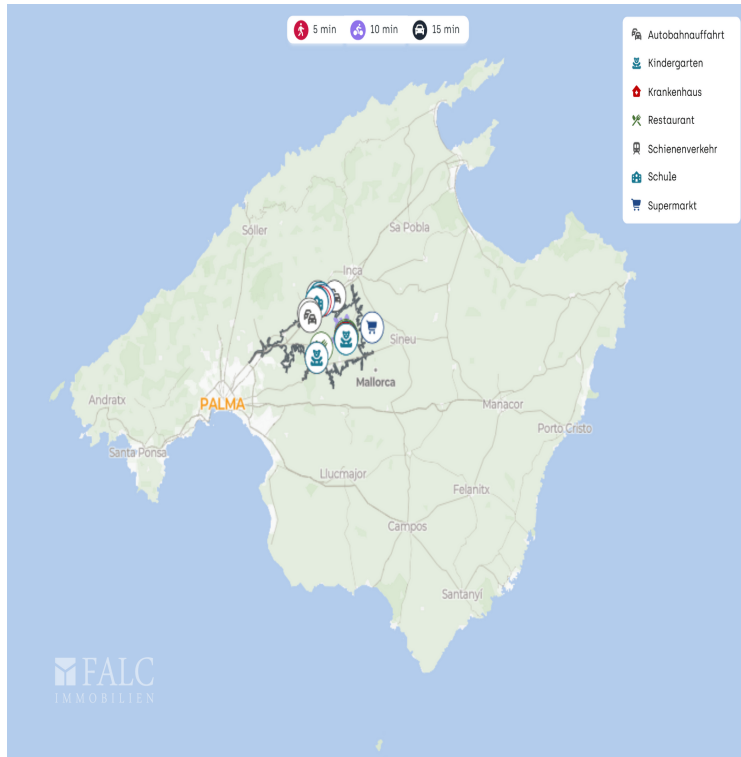 5 min
10 min
15 min
Autobahnauffahrt
Kindergarten
Krankenhaus
Restaurant
Schienenverkehr
Schule
Supermarkt
Sóller
Sa Pobla
Inca
Sineu
Mallorca
Andratx
PALMA
Manacor
Porto Cristo
Santa Ponsa
Llucmajor
Felanitx
Campos
Santanyí
FALC
IMMOBILIEN